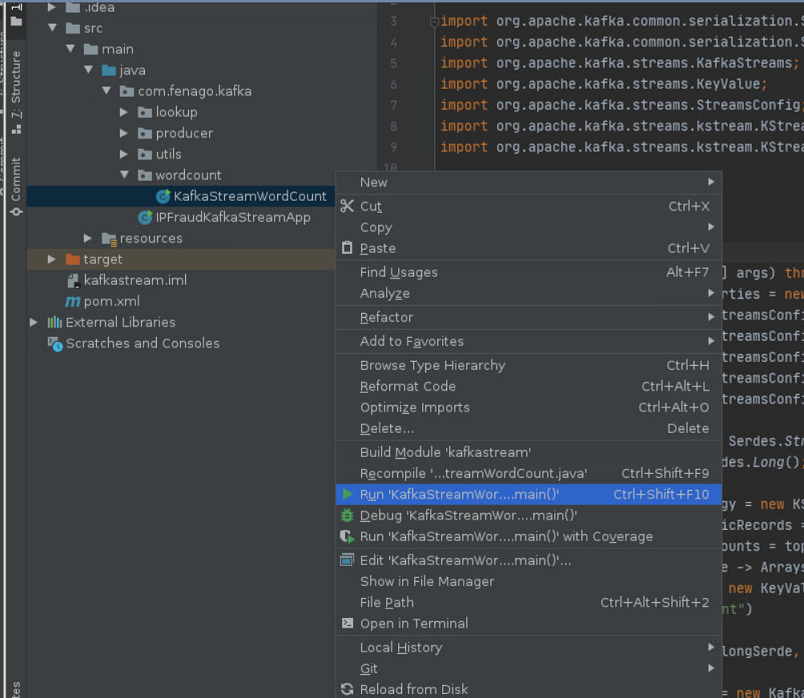 .idea
src
main
java
com.fenago.kafka
lookup
producer
utils
wordcount
KafkaStreamWordCount
IPFraudKafkaStreamApp
resources
target
kafkastream.iml
pom.xml
External Libraries
Scratches and Consoles
7: Structure
Commit
3 import org.apache.kafka.common.serialization.S
4 import org.apache.kafka.common.serialization.S
5 import org.apache.kafka.streams.KafkaStreams;
6 import org.apache.kafka.streams.KeyValue;
7 import org.apache.kafka.streams.StreamsConfig;
8 import org.apache.kafka.streams.kstream.KStrea
9 import org.apache.kafka.streams.kstream.KStrea
10
New
Cut Ctrl+X
Copy
Paste Ctrl+V
Find Usages Alt+F7
Analyze
Refactor
Add to Favorites
Browse Type Hierarchy Ctrl+H
Reformat Code Ctrl+Alt+L
Optimize Imports Ctrl+Alt+O
Delete... Delete
Build Module 'kafkastream'
Recompile '...treamWordCount.java' Ctrl+Shift+F9
Run 'KafkaStreamWor....main()' Ctrl+Shift+F10
Debug 'KafkaStreamWor....main()'
Run 'KafkaStreamWor....main()' with Coverage
Edit 'KafkaStreamWor....main()'...
Show in File Manager
File Path Ctrl+Alt+Shift+2
Open in Terminal
Local History
Git
Reload from Disk
] args) thr
rties = new
treamsConfi
treamsConfi
treamsConfi
treamsConfi
treamsConfi
Serdes.Str
des.Long();
gy = new KS
icRecords =
ounts = top
e -> Arrays
new KeyVal
nt")
longSerde,
= new Kafka